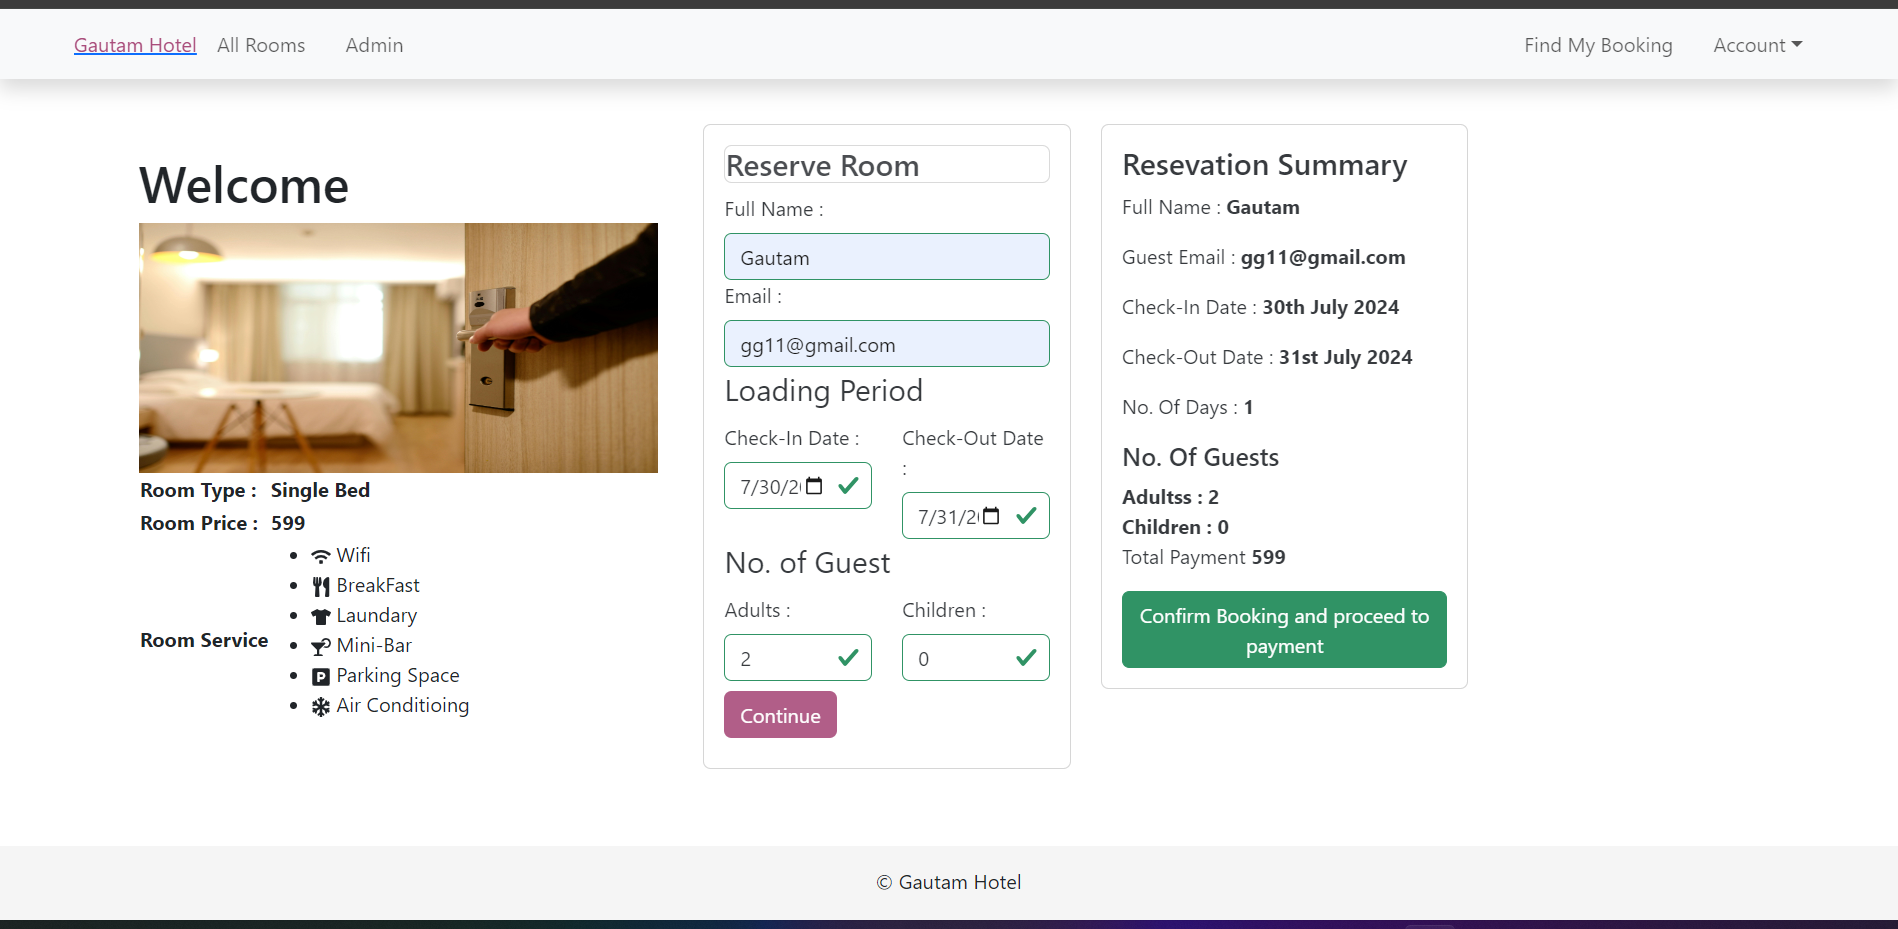 Gautam Hotel All Rooms Admin Find My Booking Account
Welcome
Room Type : Single Bed
Room Price : 599
Room Service
Wifi
BreakFast
Laundary
Mini-Bar
Parking Space
Air Conditioing
Reserve Room
Full Name :
Gautam
Email :
gg11@gmail.com
Loading Period
Check-In Date :
7/30/20
Check-Out Date
:
7/31/20
No. of Guest
Adults : Children :
2 0
Continue
Resevation Summary
Full Name : Gautam
Guest Email : gg11@gmail.com
Check-In Date : 30th July 2024
Check-Out Date : 31st July 2024
No. Of Days : 1
No. Of Guests
Adultss : 2
Children : 0
Total Payment 599
Confirm Booking and proceed to
payment
© Gautam Hotel